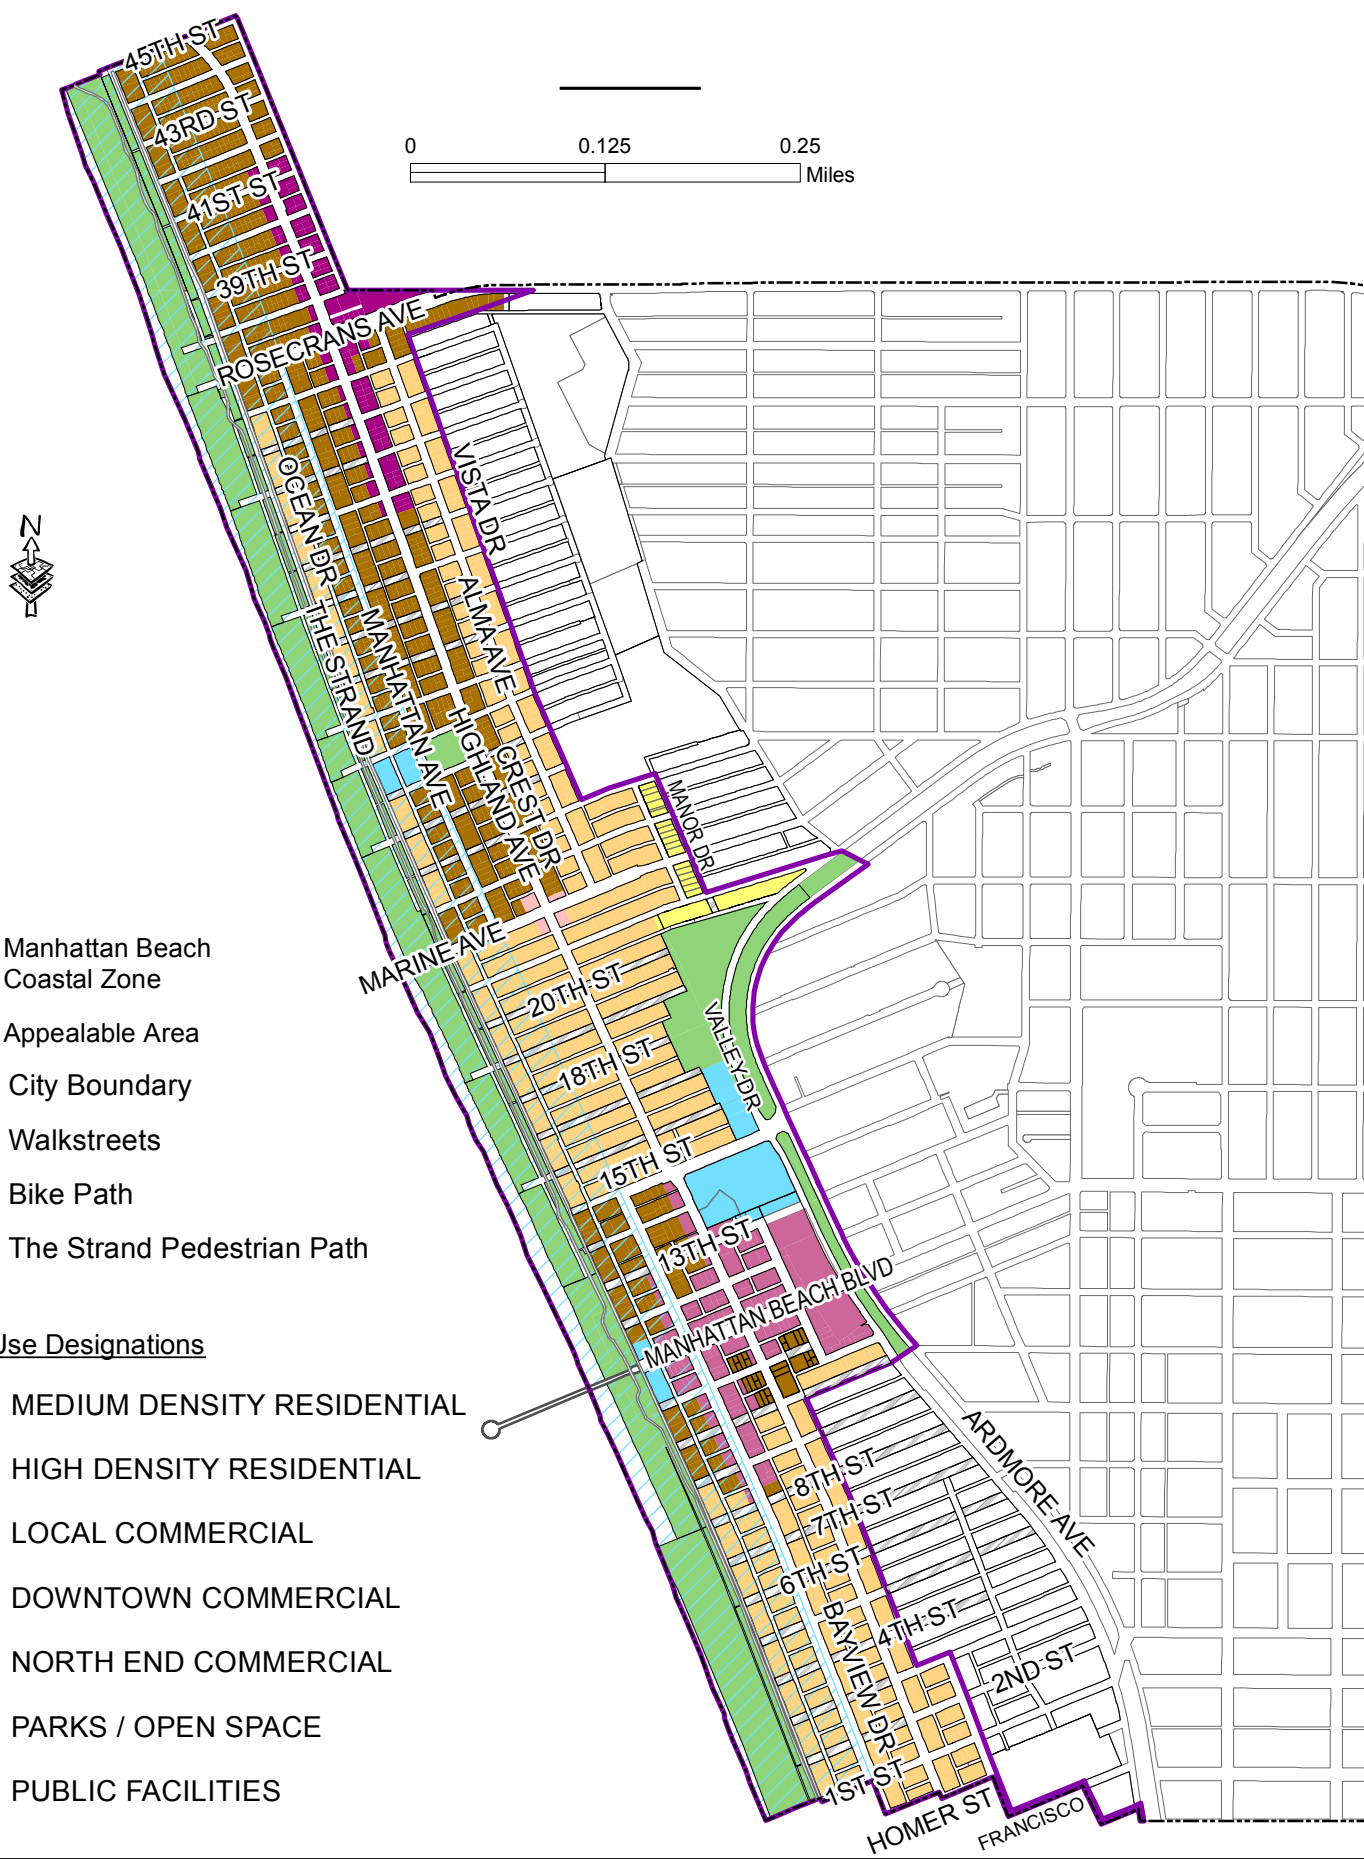 45TH ST
43RD ST
41ST ST
39TH ST
ROSECRANS AVE
0 0.125 0.25
Miles
N
VISTA DR
OCEAN DR
THE STRAND
MANHATTAN AVE
ALMA AVE
HIGHLAND AVE
CREST DR
MANOR DR
MARINE AVE
20TH ST
18TH ST
VALLEY DR
15TH ST
13TH ST
MANHATTAN BEACH BLVD
ARDMORE AVE
8TH ST
7TH ST
6TH ST
4TH ST
BAYVIEW DR
2ND ST
1ST ST
HOMER ST
FRANCISCO
Manhattan Beach
Coastal Zone
Appealable Area
City Boundary
Walkstreets
Bike Path
The Strand Pedestrian Path
Use Designations
MEDIUM DENSITY RESIDENTIAL
HIGH DENSITY RESIDENTIAL
LOCAL COMMERCIAL
DOWNTOWN COMMERCIAL
NORTH END COMMERCIAL
PARKS / OPEN SPACE
PUBLIC FACILITIES